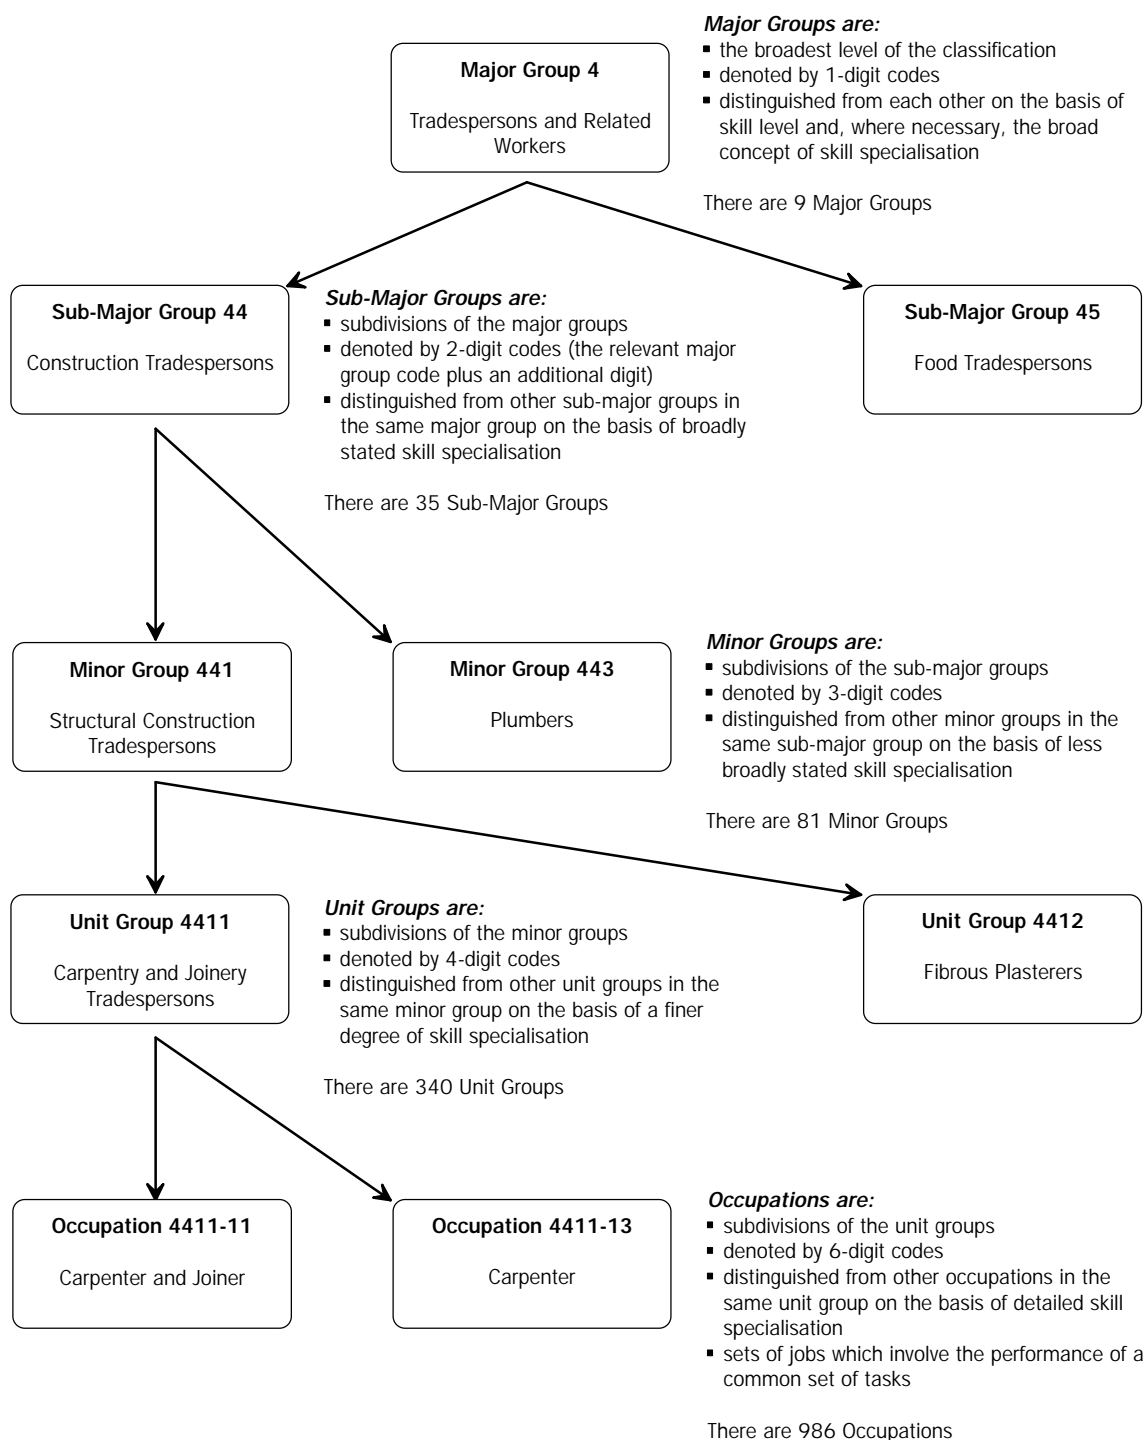 Major Group 4
Tradespersons and Related
Workers
Major Groups are:
▪ the broadest level of the classification
▪ denoted by 1-digit codes
▪ distinguished from each other on the basis of
skill level and, where necessary, the broad
concept of skill specialisation
There are 9 Major Groups
Sub-Major Group 44
Construction Tradespersons
Sub-Major Groups are:
▪ subdivisions of the major groups
▪ denoted by 2-digit codes (the relevant major
group code plus an additional digit)
▪ distinguished from other sub-major groups in
the same major group on the basis of broadly
stated skill specialisation
There are 35 Sub-Major Groups
Sub-Major Group 45
Food Tradespersons
Minor Group 441
Structural Construction
Tradespersons
Minor Group 443
Plumbers
Minor Groups are:
▪ subdivisions of the sub-major groups
▪ denoted by 3-digit codes
▪ distinguished from other minor groups in the
same sub-major group on the basis of less
broadly stated skill specialisation
There are 81 Minor Groups
Unit Group 4411
Carpentry and Joinery
Tradespersons
Unit Groups are:
▪ subdivisions of the minor groups
▪ denoted by 4-digit codes
▪ distinguished from other unit groups in the
same minor group on the basis of a finer
degree of skill specialisation
There are 340 Unit Groups
Unit Group 4412
Fibrous Plasterers
Occupation 4411-11
Carpenter and Joiner
Occupation 4411-13
Carpenter
Occupations are:
▪ subdivisions of the unit groups
▪ denoted by 6-digit codes
▪ distinguished from other occupations in the
same unit group on the basis of detailed skill
specialisation
▪ sets of jobs which involve the performance of a
common set of tasks
There are 986 Occupations